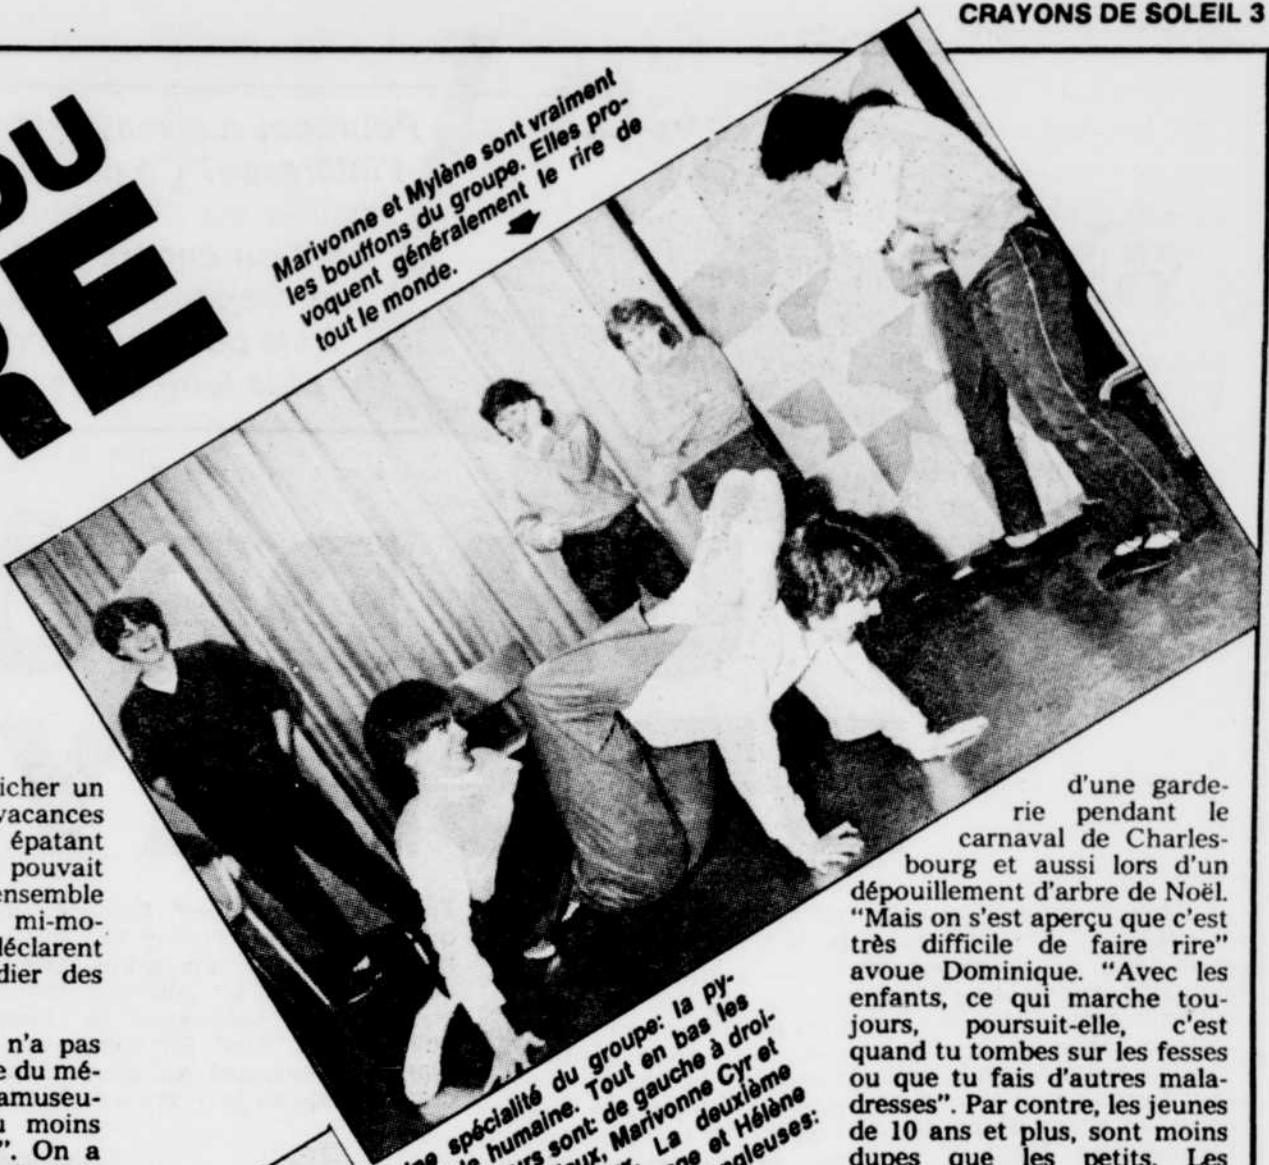 CRAYONS DE SOLEIL 3
DU
RE
Marivonne et Mylène sont vraiment
les bouffons du groupe. Elles pro-
voquent généralement le rire de
tout le monde.
icher un
vacances
épatant
pouvait
ensemble
mi-mo-
déclarent
dier des
n'a pas
e du mé-
amuseu-
u moins
". On a
ne spécialité du groupe: la py-
humaine. Tout en bas les
rs sont: de gauche à droi-
oux, Marivonne Cyr et
x. La deuxième
ge et Hélène
ngleuses:
d'une garde-
rie pendant le
carnaval de Charles-
bourg et aussi lors d'un
dépouillement d'arbre de Noël.
"Mais on s'est aperçu que c'est
très difficile de faire rire"
avoue Dominique. "Avec les
enfants, ce qui marche tou-
jours, poursuit-elle, c'est
quand tu tombes sur les fesses
ou que tu fais d'autres mala-
dresses". Par contre, les jeunes
de 10 ans et plus, sont moins
dupes que les petits. Les